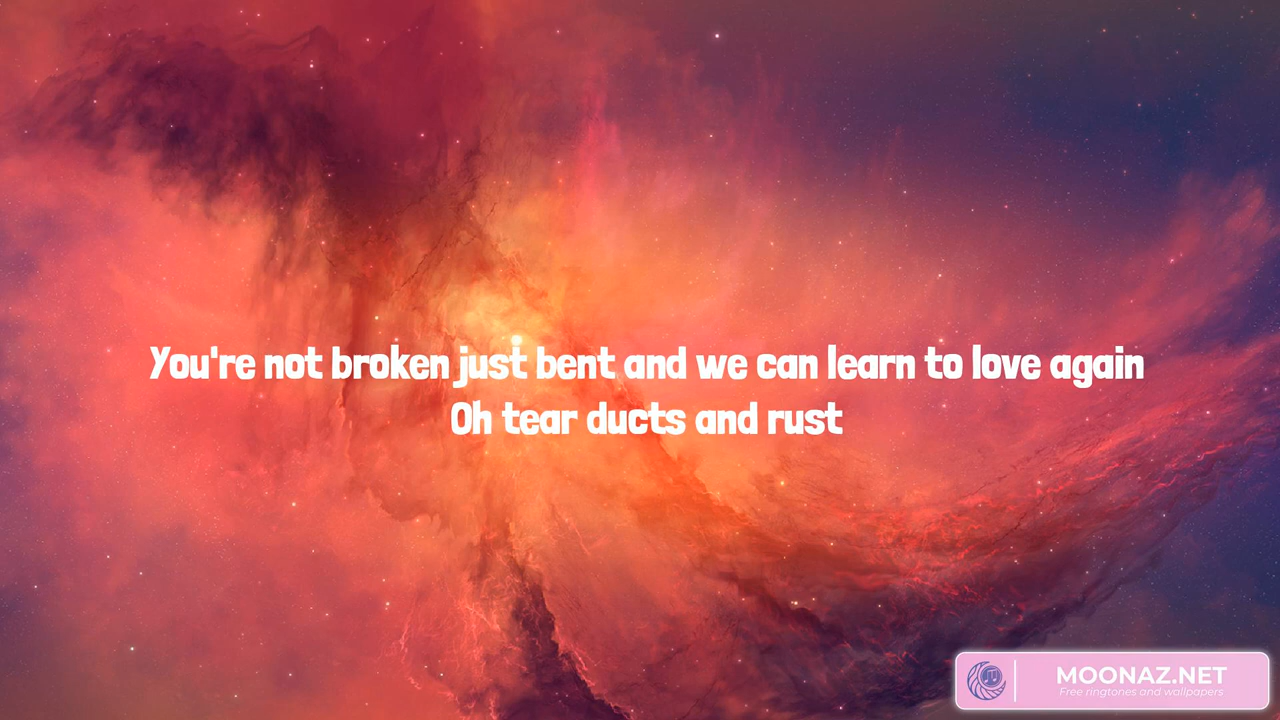 You're not broken just bent and we can learn to love again
Oh tear ducts and rust
MOONAZ.NET
Free ringtones and wallpapers